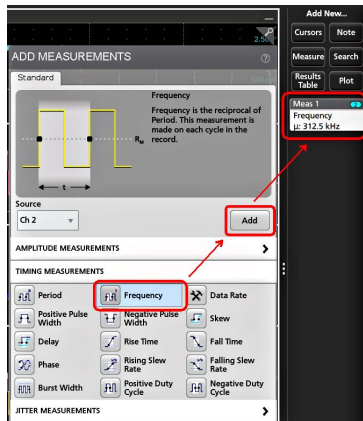 Add New...
2.50
Cursors
Note
ADD MEASUREMENTS
Measure
Search
Standard
Results Table
Plot
Frequency
Frequency is the reciprocal of
Period. This measurement is
made on each cycle in the
record.
RM
t
Meas 1
2
Frequency
µ: 312.5 kHz
Source
Ch 2
Add
AMPLITUDE MEASUREMENTS
TIMING MEASUREMENTS
Period
Frequency
Data Rate
Positive Pulse
Width
Negative Pulse
Width
Skew
Delay
Rise Time
Fall Time
Phase
Rising Slew
Rate
Falling Slew
Rate
Burst Width
Positive Duty
Cycle
Negative Duty
Cycle
JITTER MEASUREMENTS